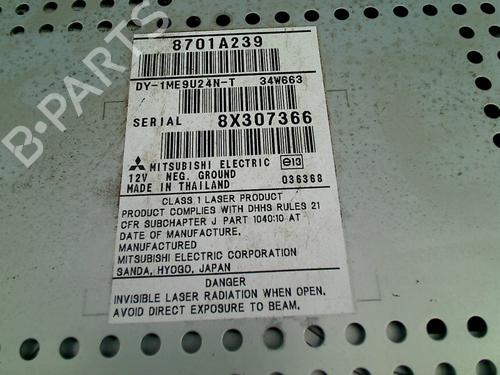 8701A239
DY-1ME9U24N-T 34W663
SERIAL 8X307366
MITSUBISHI ELECTRIC e13
12V NEG. GROUND 036368
MADE IN THAILAND
CLASS 1 LASER PRODUCT
PRODUCT COMPLIES WITH DHHS RULES 21
CFR SUBCHAPTER J PART 1040:10 AT
DATE OF MANUFACTURE.
MANUFACTURED
MITSUBISHI ELECTRIC CORPORATION
SANDA, HYOGO, JAPAN
DANGER
INVISIBLE LASER RADIATION WHEN OPEN.
AVOID DIRECT EXPOSURE TO BEAM.
B-PARTS